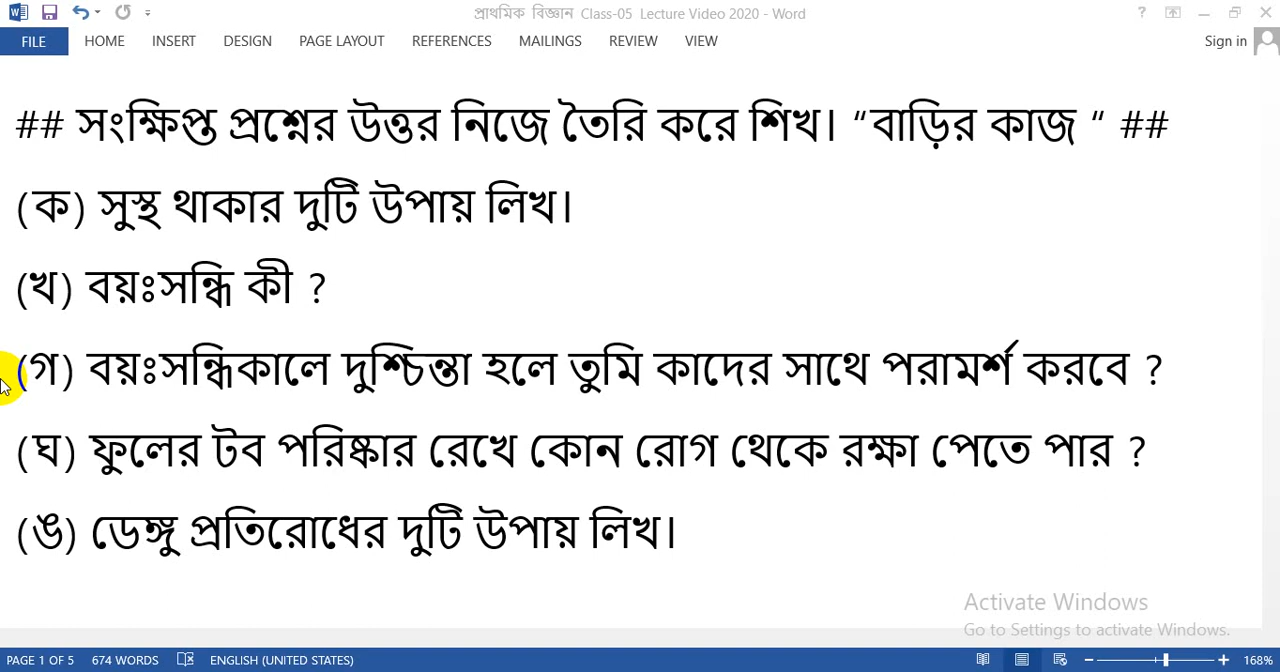 প্রাথমিক বিজ্ঞান Class-05 Lecture Video 2020 - Word
FILE HOME INSERT DESIGN PAGE LAYOUT REFERENCES MAILINGS REVIEW VIEW Sign in
## সংক্ষিপ্ত প্রশ্নের উত্তর নিজে তৈরি করে শিখ। “বাড়ির কাজ “ ##
(ক) সুস্থ থাকার দুটি উপায় লিখ।
(খ) বয়ঃসন্ধি কী ?
(গ) বয়ঃসন্ধিকালে দুশ্চিন্তা হলে তুমি কাদের সাথে পরামর্শ করবে ?
(ঘ) ফুলের টব পরিষ্কার রেখে কোন রোগ থেকে রক্ষা পেতে পার ?
(ঙ) ডেঙ্গু প্রতিরোধের দুটি উপায় লিখ।
Activate Windows
Go to Settings to activate Windows.
PAGE 1 OF 5 674 WORDS ENGLISH (UNITED STATES) 168%